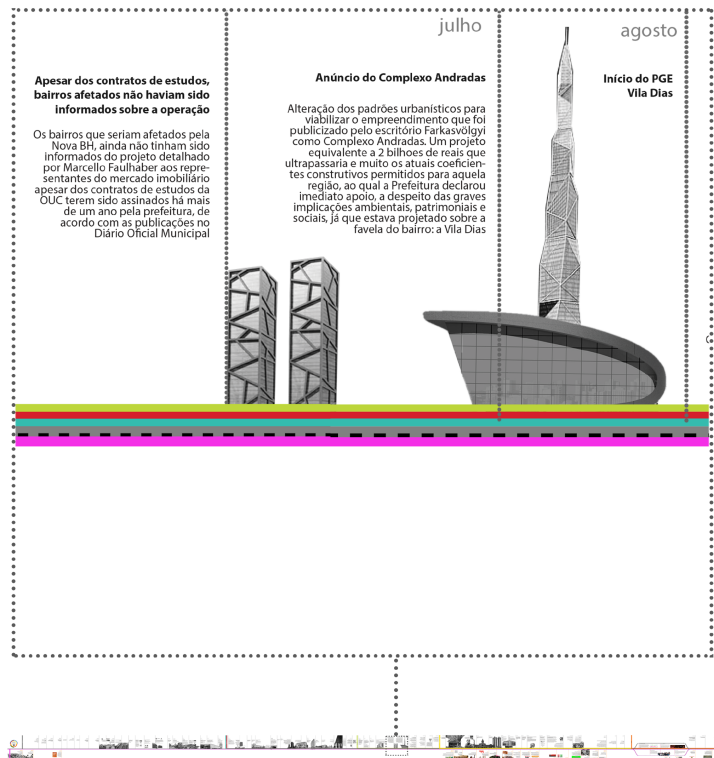 julho
agosto
Apesar dos contratos de estudos,
bairros afetados não haviam sido
informados sobre a operação
Os bairros que seriam afetados pela
Nova BH, ainda não tinham sido
informados do projeto detalhado
por Marcello Faulhaber aos repre-
sentantes do mercado imobiliário
apesar dos contratos de estudos da
OUC terem sido assinados há mais
de um ano pela prefeitura, de
acordo com as publicações no
Diário Oficial Municipal
Anúncio do Complexo Andradas
Alteração dos padrões urbanísticos para
viabilizar o empreendimento que foi
publicizado pelo escritório Farkasvölgyi
como Complexo Andradas. Um projeto
equivalente a 2 bilhoes de reais que
ultrapassaria e muito os atuais coeficien-
tes construtivos permitidos para aquela
região, ao qual a Prefeitura declarou
imediato apoio, a despeito das graves
implicações ambientais, patrimoniais e
sociais, já que estava projetado sobre a
favela do bairro: a Vila Dias
Início do PGE
Vila Dias